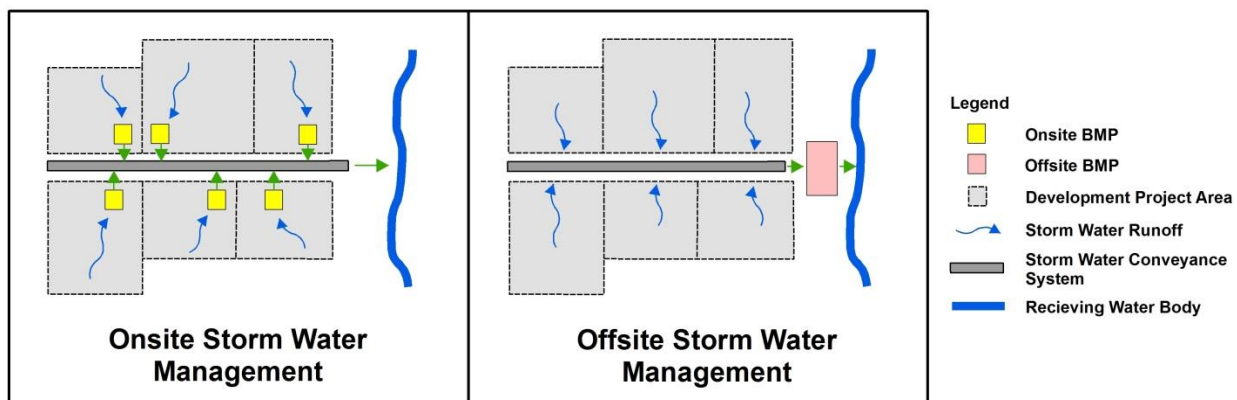 Onsite Storm Water
Management
Offsite Storm Water
Management
Legend
Onsite BMP
Offsite BMP
Development Project Area
Storm Water Runoff
Storm Water Conveyance
System
Recieving Water Body